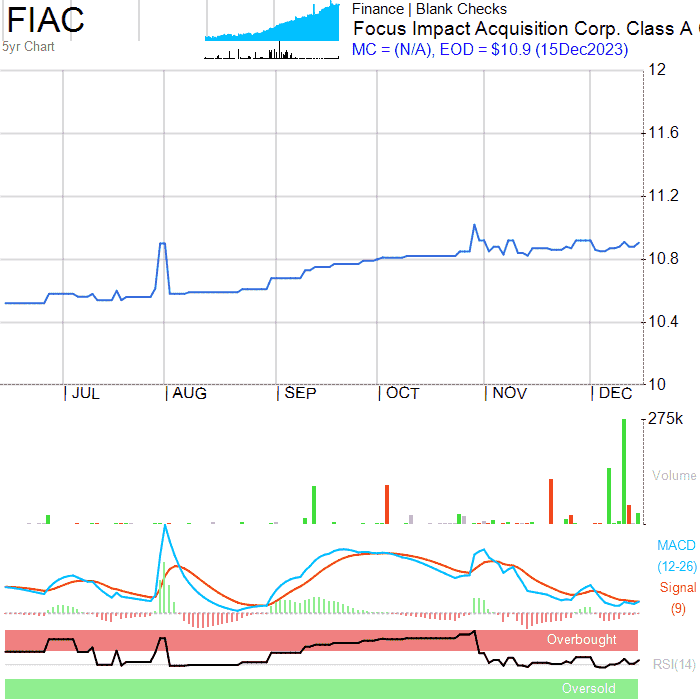 FIAC
5yr Chart
Finance | Blank Checks
Focus Impact Acquisition Corp. Class A
MC = (N/A), EOD = $10.9 (15Dec2023)
12
11.6
11.2
10.8
10.4
10
| JUL | AUG | SEP | OCT | NOV | DEC
275k
Volume
MACD
(12-26)
Signal
(9)
Overbought
RSI(14)
Oversold